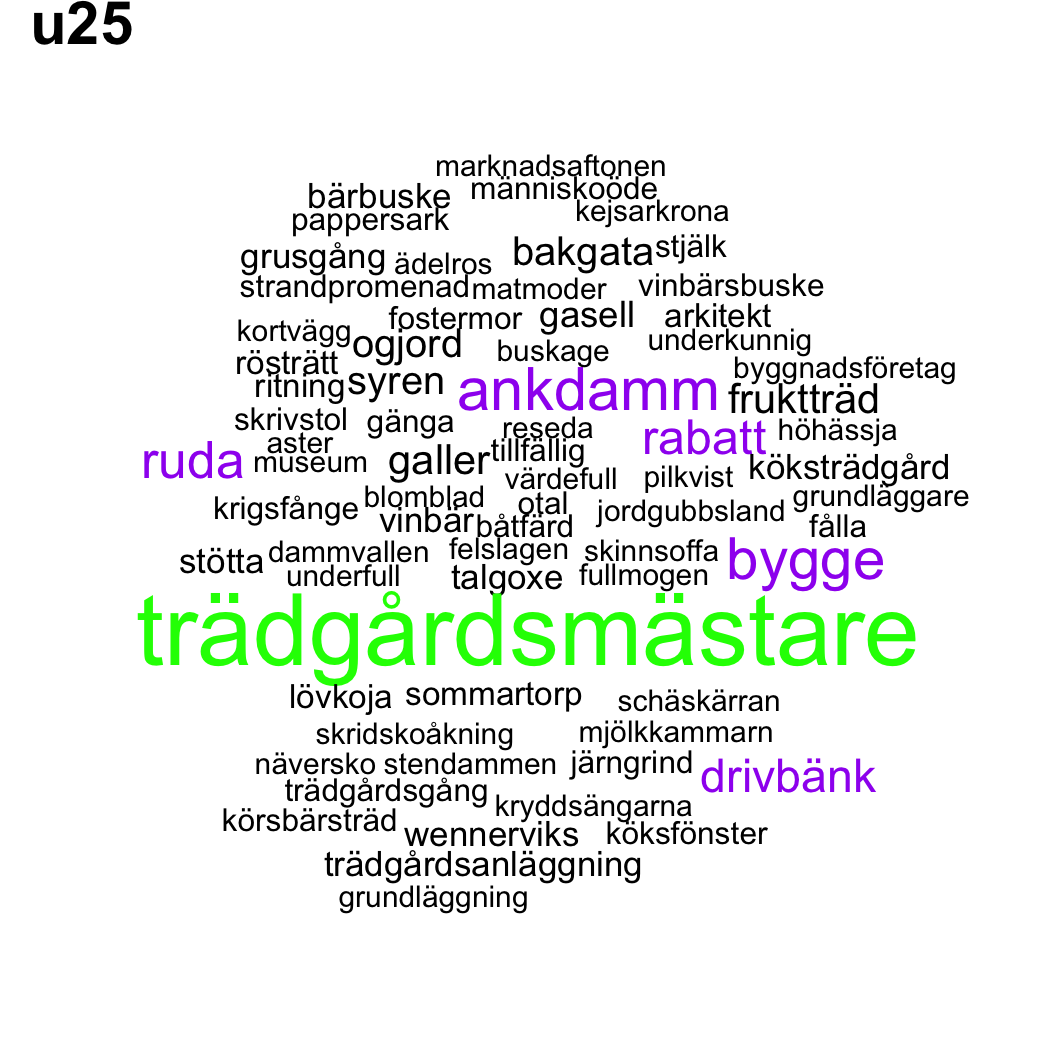 u25
marknadsaftonen
bärbuske människoöde
pappersark kejsarkrona
grusgång ädelros bakgata stjälk
strandpromenad matmoder vinbärsbuske
kortvägg fostermor gasell arkitekt
rösträtt ogjord buskage underkunnig
ritning syren ankdamm byggnadsföretag
fruktträd
skrivstol gänga reseda rabatt höhässja
aster
ruda museum galler tillfällig köksträdgård
värdefull pilkvist
krigsfånge blomblad otal jordgubbsland grundläggare
vinbär båtfärd fålla
stötta dammvallen felslagen skinnsoffa bygge
underfull talgoxe fullmogen
trädgårdsmästare
lövkoja sommartorp schäskärran
skridskoåkning mjölkkammarn
näversko stendammen järngrind drivbänk
trädgårdsgång kryddsängarna
körsbärsträd wennerviks köksfönster
trädgårdsanläggning
grundläggning